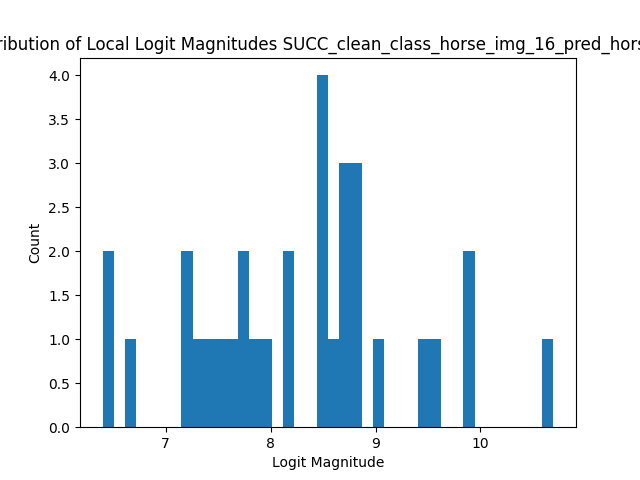 ribution of Local Logit Magnitudes SUCC_clean_class_horse_img_16_pred_hors
4.0
3.5
3.0
2.5
2.0
1.5
1.0
0.5
0.0
Count
7 8 9 10
Logit Magnitude